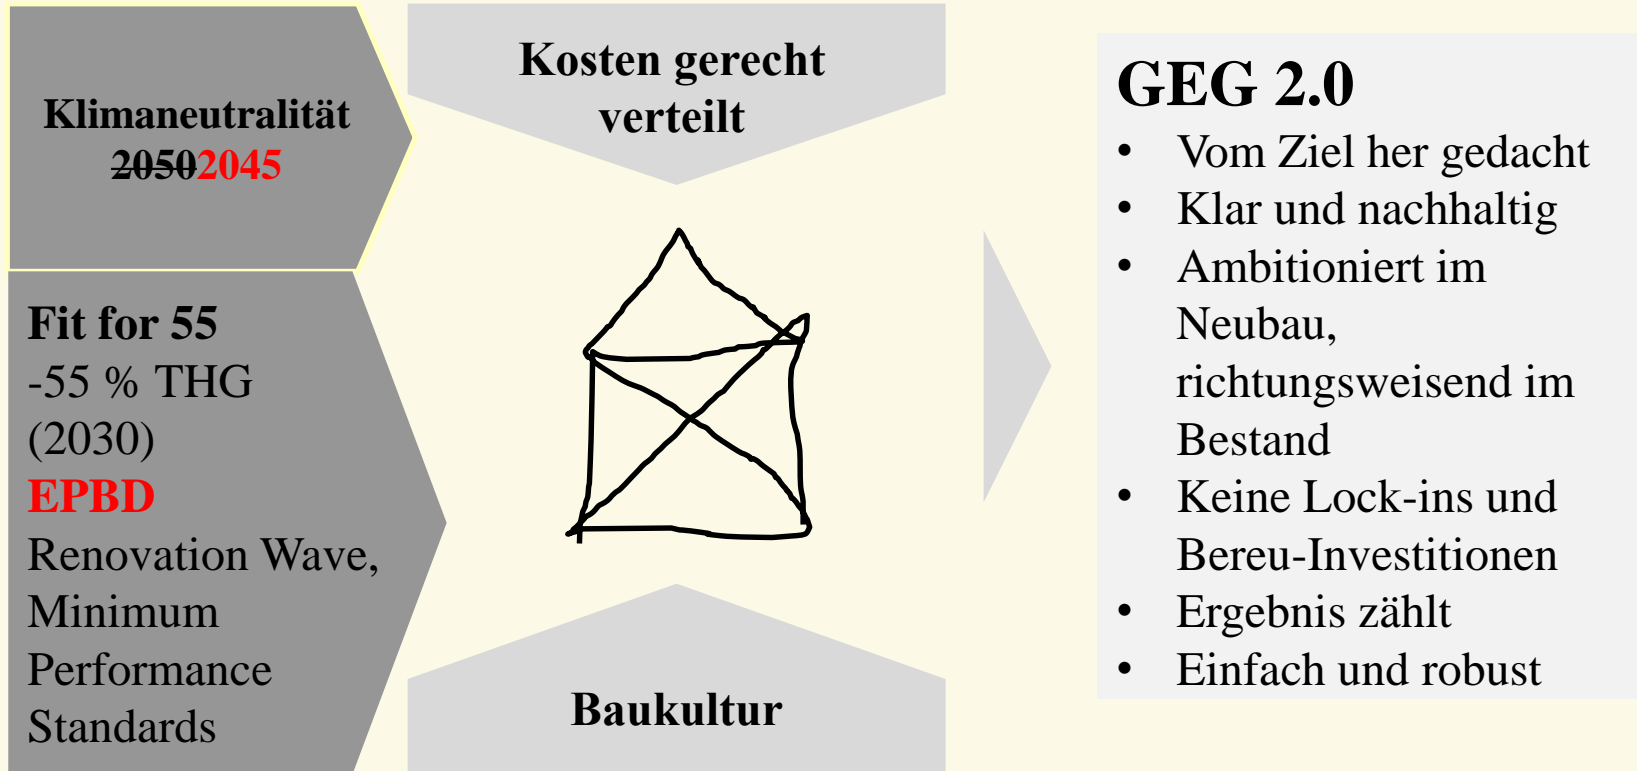 Klimaneutralität
20502045
Fit for 55
-55 % THG
(2030)
EPBD
Renovation Wave,
Minimum
Performance
Standards
Kosten gerecht
verteilt
Baukultur
GEG 2.0
• Vom Ziel her gedacht
• Klar und nachhaltig
• Ambitioniert im
Neubau,
richtungsweisend im
Bestand
• Keine Lock-ins und
Bereu-Investitionen
• Ergebnis zählt
• Einfach und robust